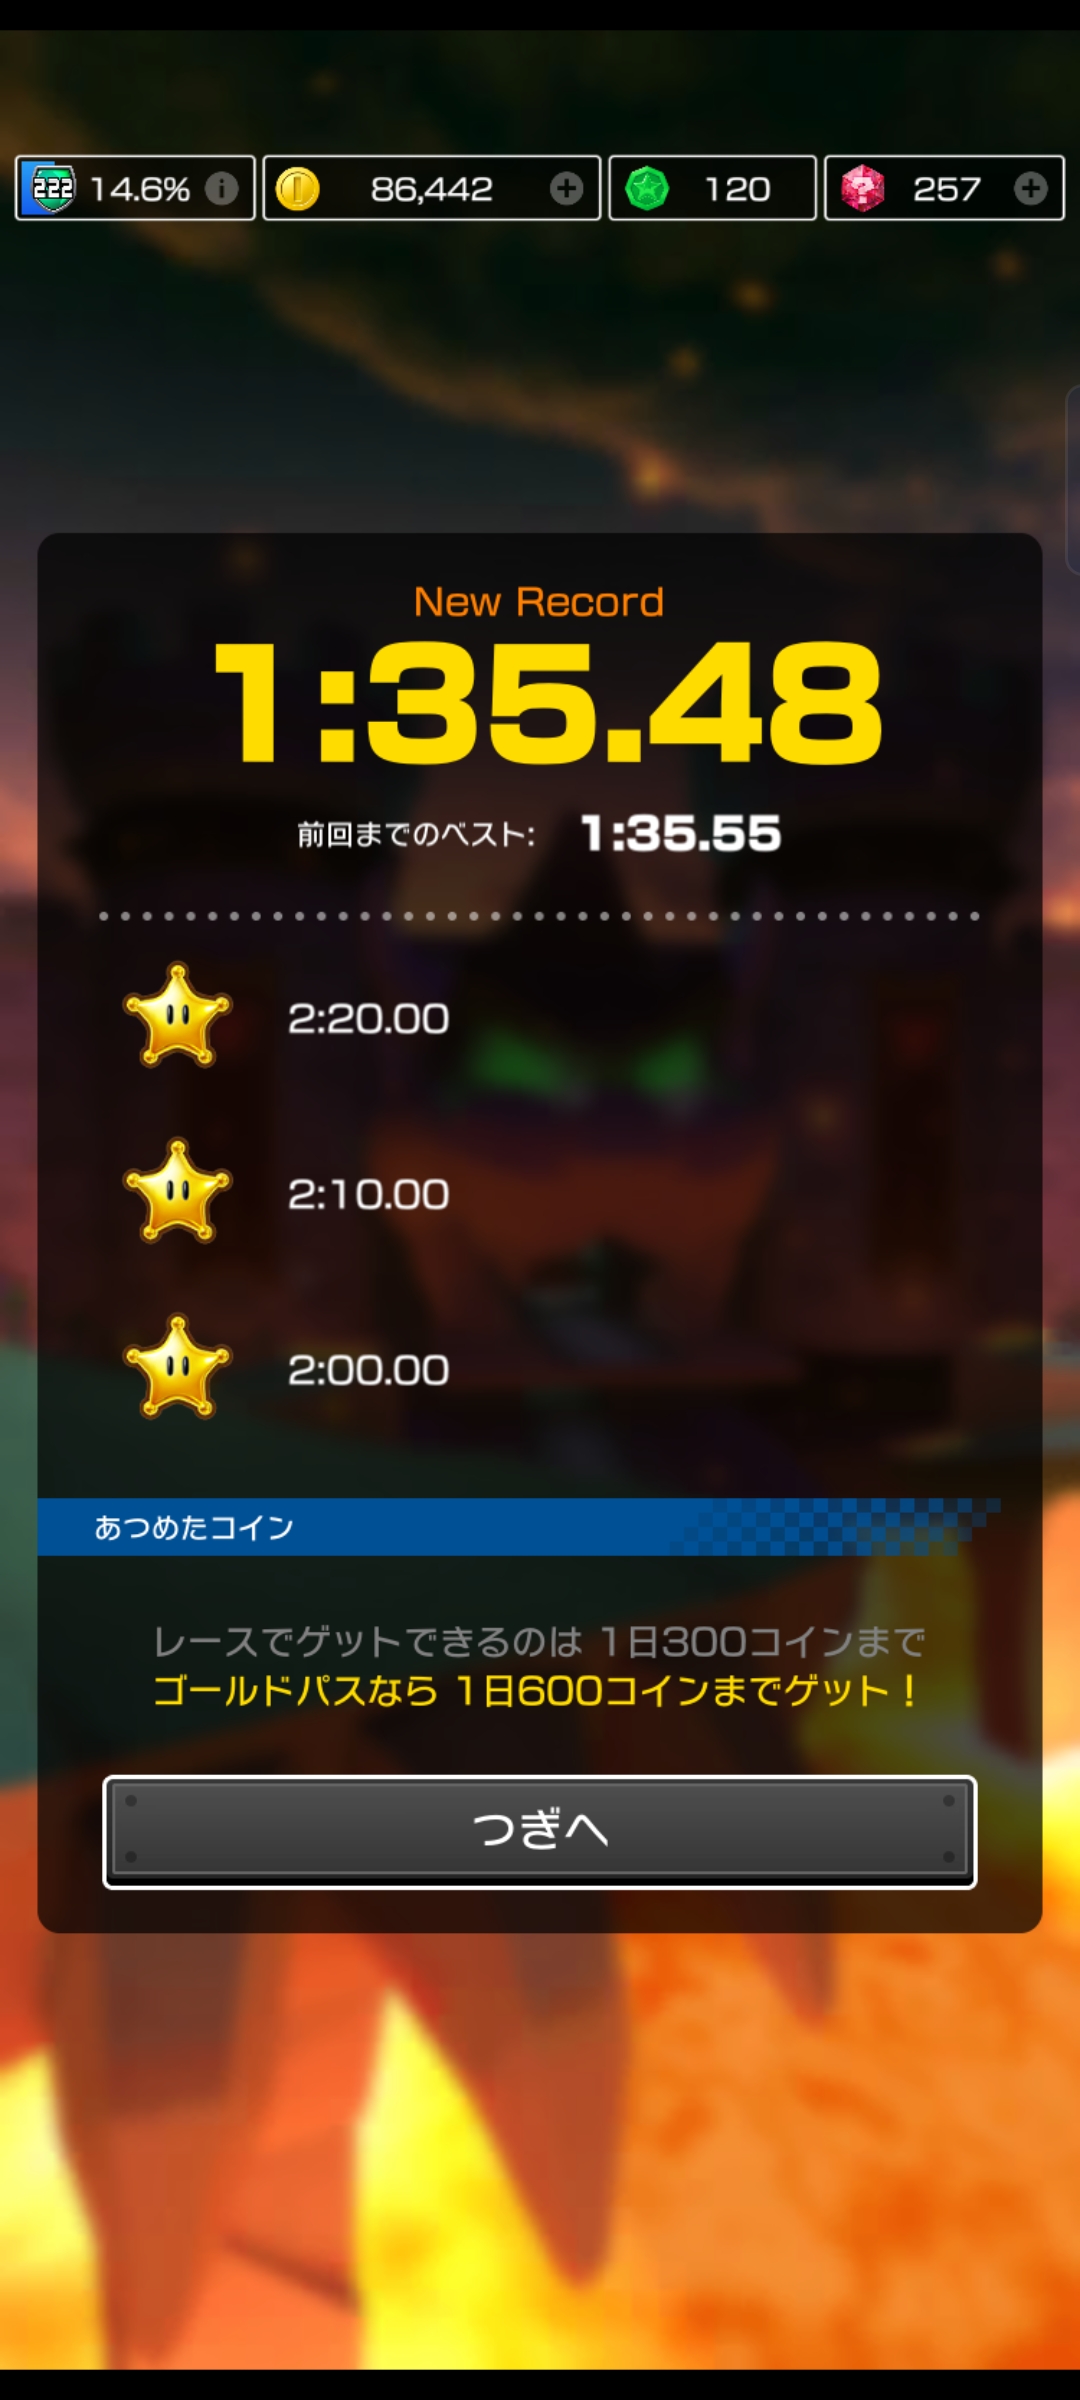 222 14.6% 86,442 120 257
New Record
1:35.48
前回までのベスト: 1:35.55
2:20.00
2:10.00
2:00.00
あつめたコイン
レースでゲットできるのは 1日300コインまで
ゴールドパスなら 1日600コインまでゲット！
つぎへ